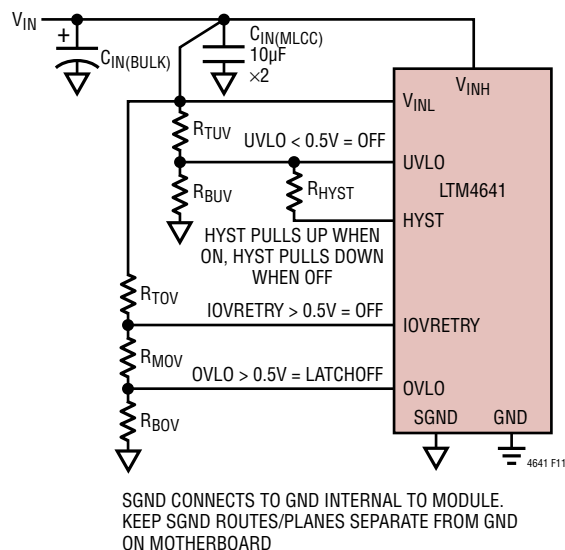 VIN
+
CIN(BULK)
CIN(MLCC)
10µF
×2
VINH
VINL
RTUV
UVLO < 0.5V = OFF
UVLO
RBUV
RHYST
LTM4641
HYST
HYST PULLS UP WHEN
ON, HYST PULLS DOWN
WHEN OFF
RTOV
IOVRETRY > 0.5V = OFF
IOVRETRY
RMOV
OVLO > 0.5V = LATCHOFF
OVLO
RBOV
SGND
GND
4641 F11
SGND CONNECTS TO GND INTERNAL TO MODULE.
KEEP SGND ROUTES/PLANES SEPARATE FROM GND
ON MOTHERBOARD